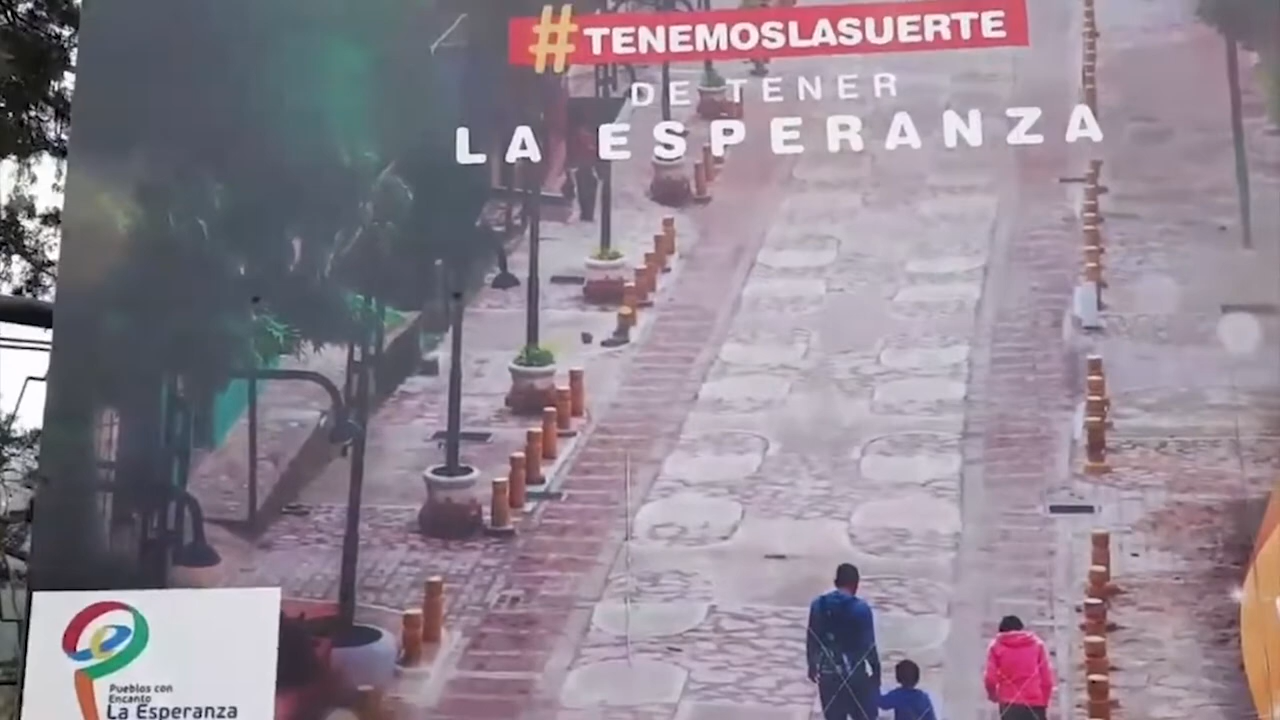 #TENEMOSLASUERTE
DE TENER
LA ESPERANZA
Pueblos con
Encanto
La Esperanza